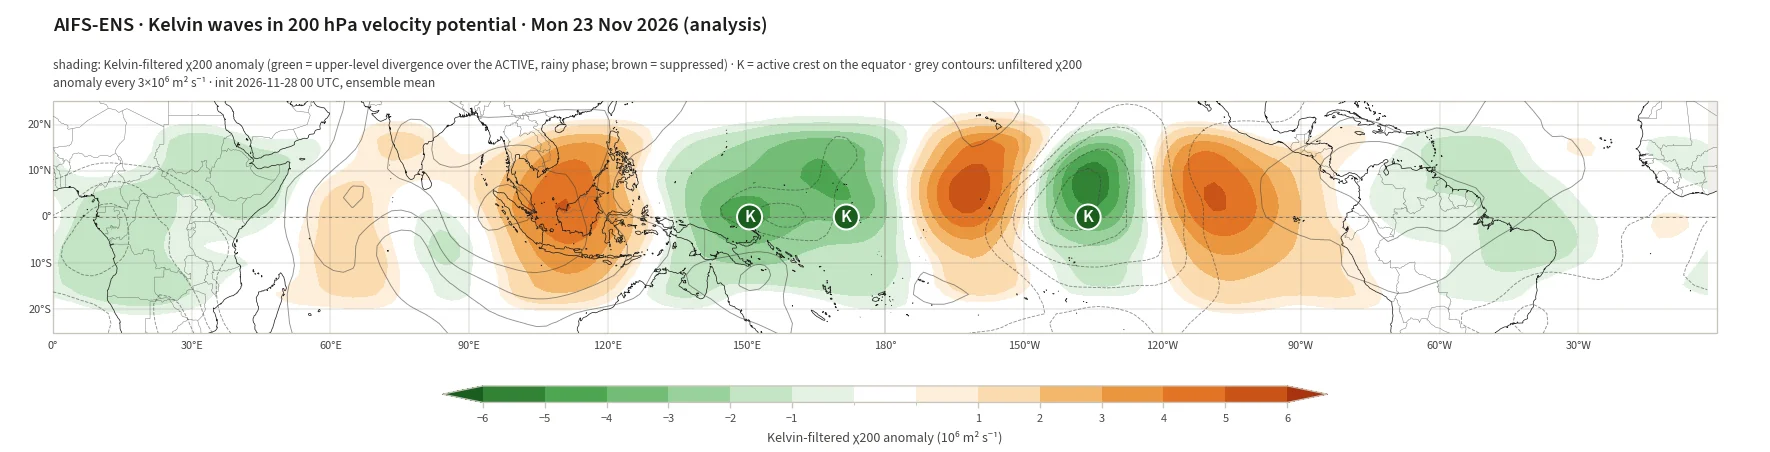 AIFS-ENS · Kelvin waves in 200 hPa velocity potential · Mon 23 Nov 2026 (analysis)
shading: Kelvin-filtered χ200 anomaly (green = upper-level divergence over the ACTIVE, rainy phase; brown = suppressed) · K = active crest on the equator · grey contours: unfiltered χ200
anomaly every 3×10⁶ m² s⁻¹ · init 2026-11-28 00 UTC, ensemble mean
20°N
10°N
0°
10°S
20°S
K K K
0° 30°E 60°E 90°E 120°E 150°E 180° 150°W 120°W 90°W 60°W 30°W
−6 −5 −4 −3 −2 −1 1 2 3 4 5 6
Kelvin-filtered χ200 anomaly (10⁶ m² s⁻¹)